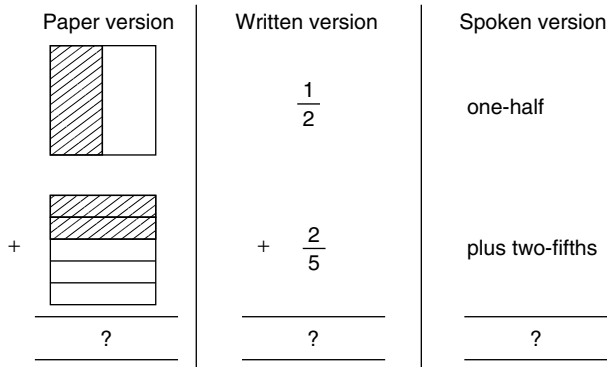 Paper version Written version Spoken version
1
2
one-half
+
+ 2
5
plus two-fifths
? ? ?